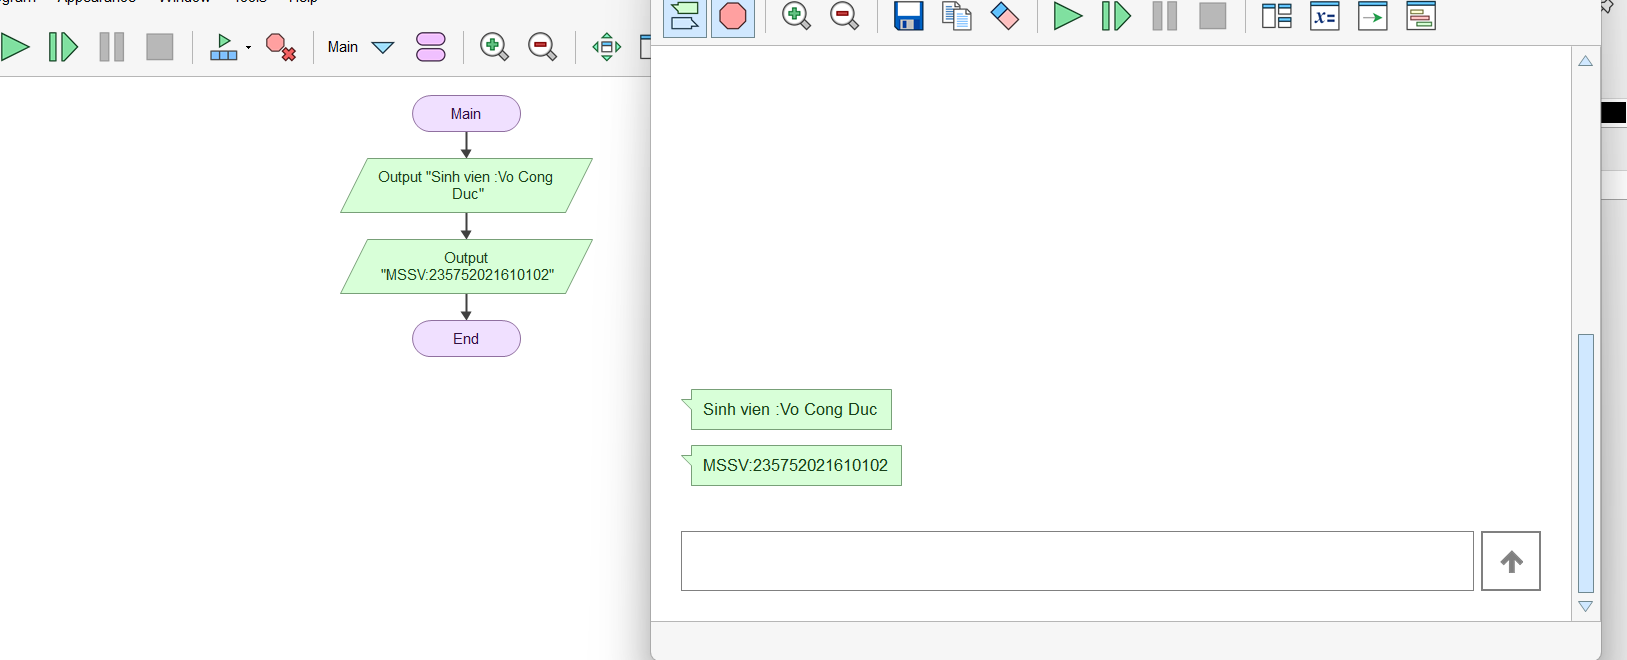 Main
Main
Output "Sinh vien :Vo Cong
Duc"
Output
"MSSV:235752021610102"
End
x=
Sinh vien :Vo Cong Duc
MSSV:235752021610102